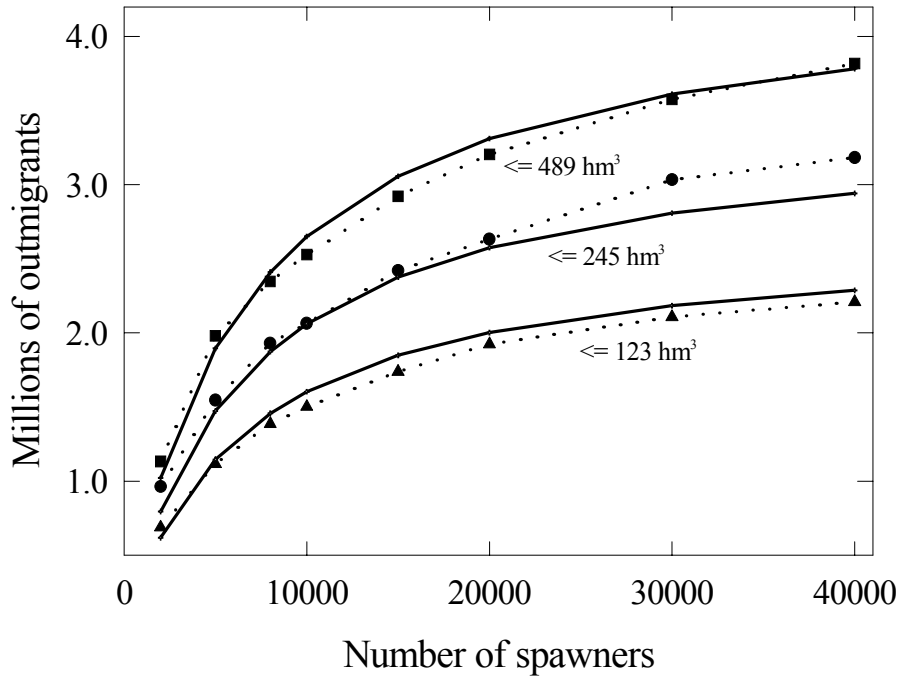 4.0
3.0
2.0
1.0
Millions of outmigrants
<= 489 hm³
<= 245 hm³
<= 123 hm³
0 10000 20000 30000 40000
Number of spawners